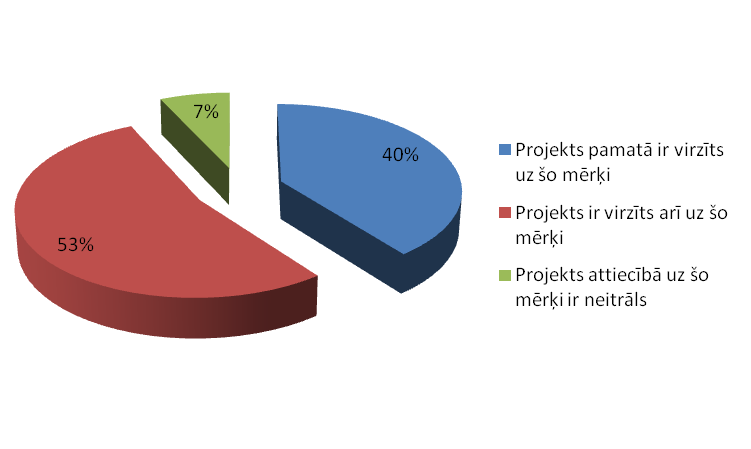 7%
40%
53%
Projekts pamatā ir virzīts
uz šo mērķi
Projekts ir virzīts arī uz šo
mērķi
Projekts attiecībā uz šo
mērķi ir neitrāls